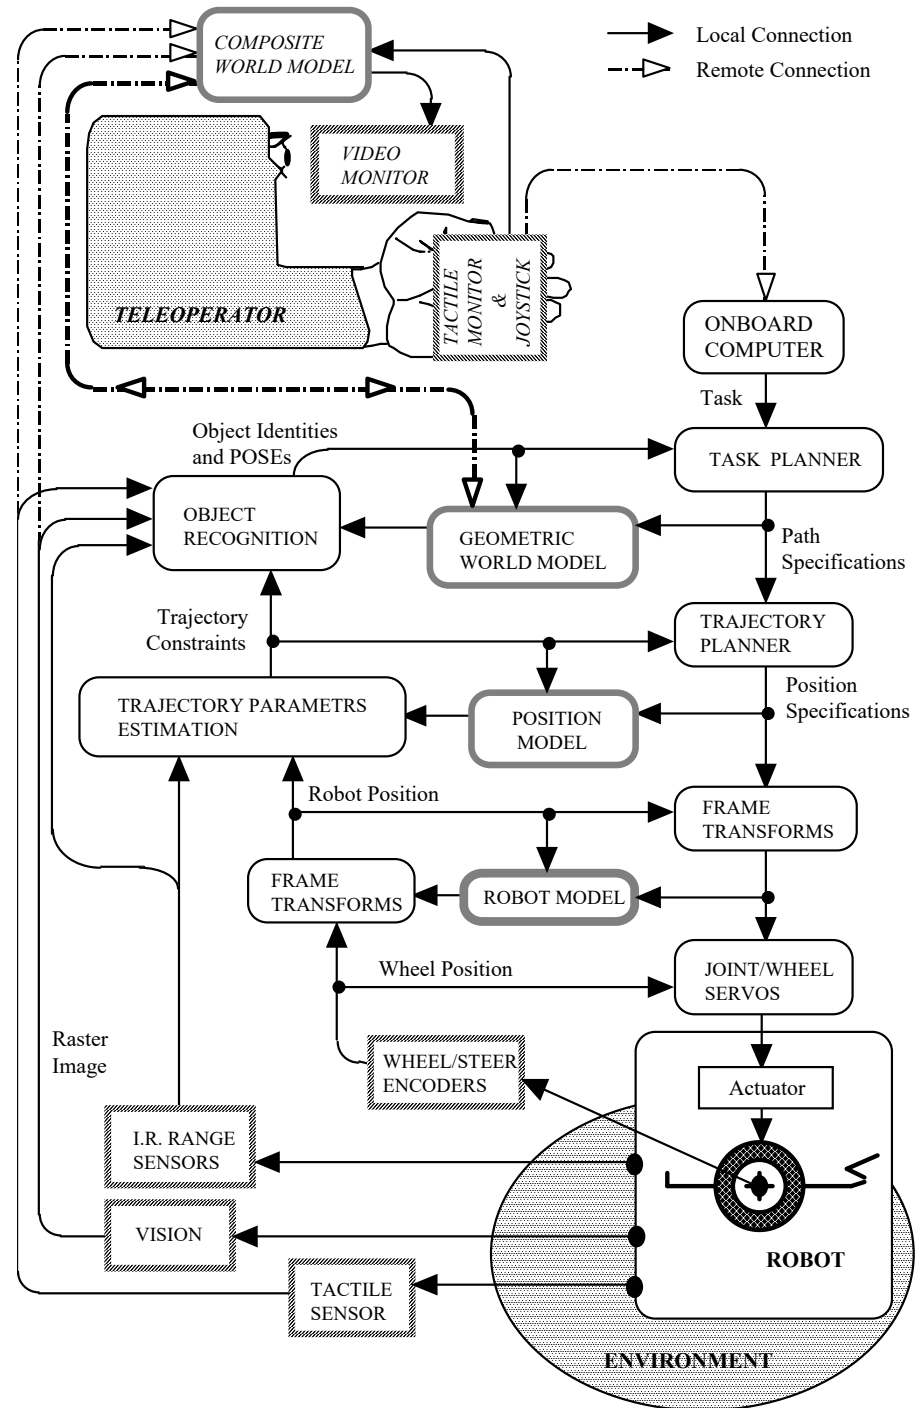 COMPOSITE
WORLD MODEL
Local Connection
Remote Connection
VIDEO
MONITOR
TELEOPERATOR
TACTILE
MONITOR
&
JOYSTICK
ONBOARD
COMPUTER
Task
Object Identities
and POSEs
TASK PLANNER
OBJECT
RECOGNITION
GEOMETRIC
WORLD MODEL
Path
Specifications
Trajectory
Constraints
TRAJECTORY
PLANNER
TRAJECTORY PARAMETRS
ESTIMATION
POSITION
MODEL
Position
Specifications
Robot Position
FRAME
TRANSFORMS
FRAME
TRANSFORMS
ROBOT MODEL
Wheel Position
JOINT/WHEEL
SERVOS
Raster
Image
WHEEL/STEER
ENCODERS
Actuator
I.R. RANGE
SENSORS
VISION
ROBOT
TACTILE
SENSOR
ENVIRONMENT